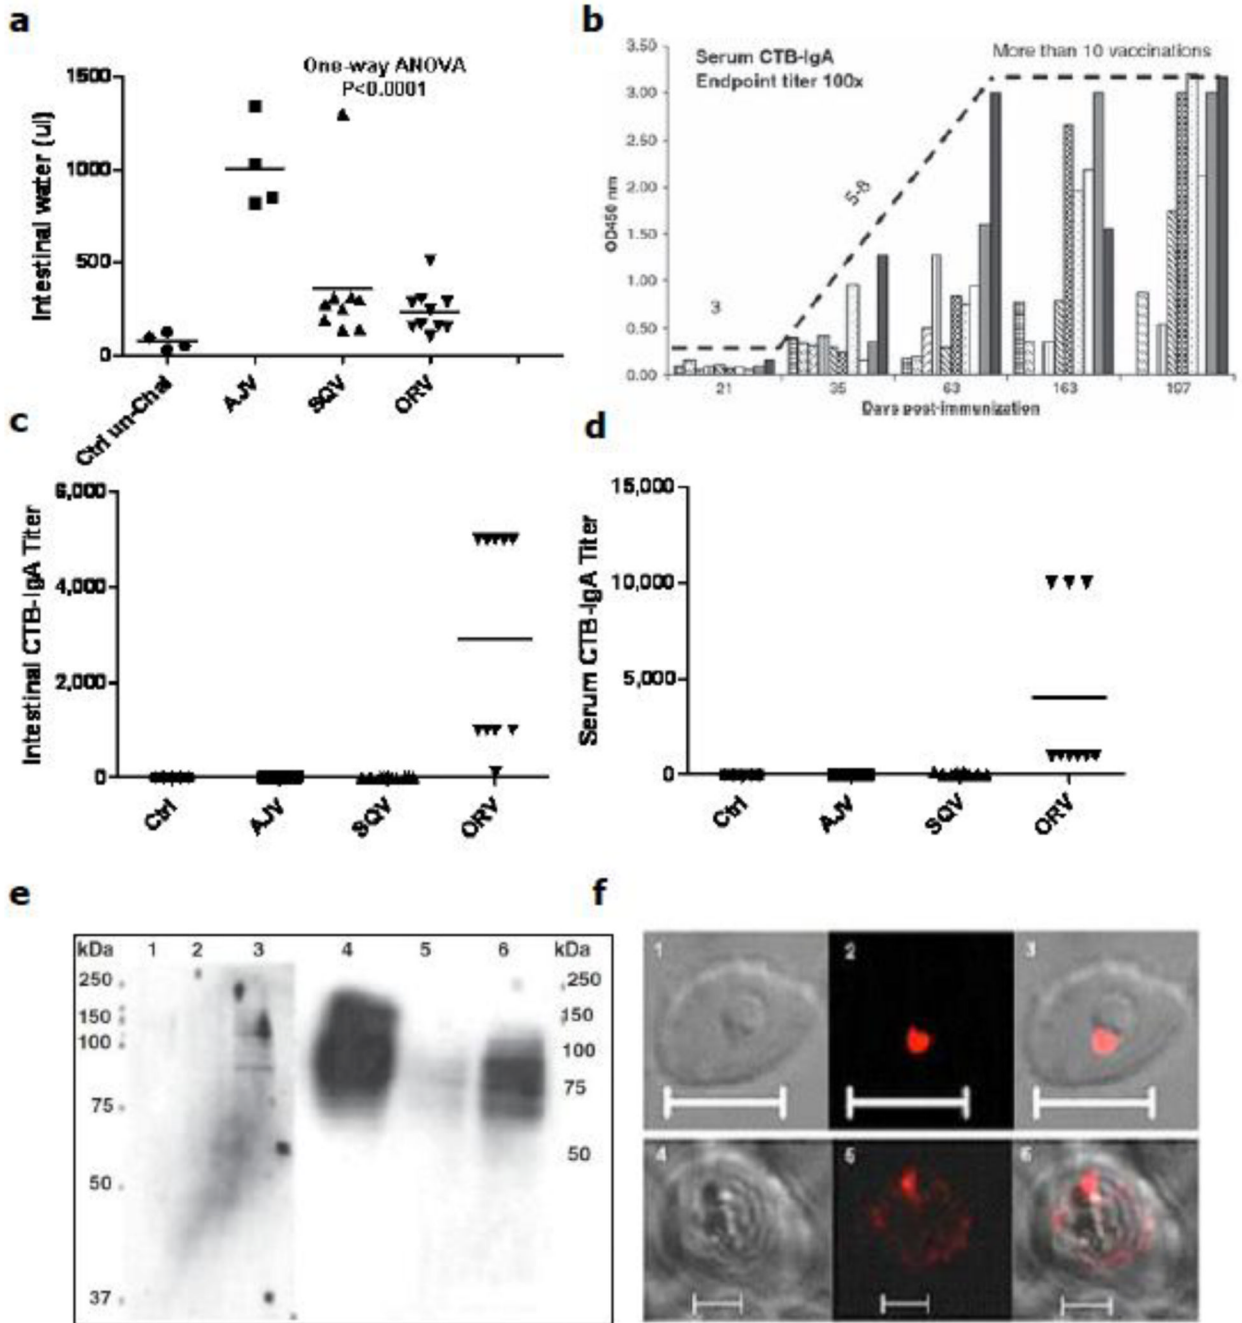 a
One-way ANOVA
P<0.0001
Intestinal water (ul)
1500
1000
500
0
Ctrl un-Chal
AJV
SQV
ORV
b
Serum CTB-IgA
Endpoint titer 100x
More than 10 vaccinations
5-8
3
OD450 nm
3.50
3.00
2.50
2.00
1.50
1.00
0.50
0.00
21 35 63 163 197
Days post-immunization
c
Intestinal CTB-IgA Titer
6,000
4,000
2,000
0
Ctrl
AJV
SQV
ORV
d
Serum CTB-IgA Titer
15,000
10,000
5,000
0
Ctrl
AJV
SQV
ORV
e
kDa 1 2 3 4 5 6 kDa
250
150
100
75
50
37
250
150
100
75
50
f
1 2 3
4 5 6